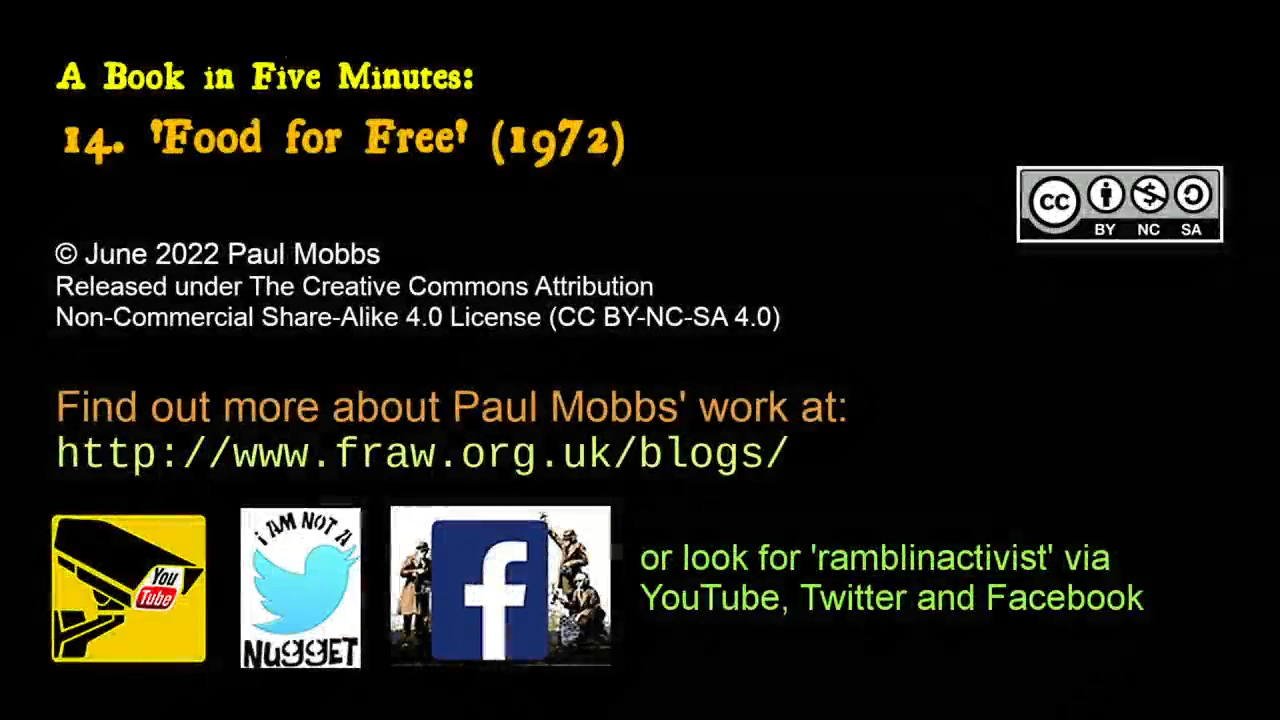 A Book in Five Minutes:
14. 'Food for Free' (1972)
cc
BY NC SA
© June 2022 Paul Mobbs
Released under The Creative Commons Attribution
Non-Commercial Share-Alike 4.0 License (CC BY-NC-SA 4.0)
Find out more about Paul Mobbs' work at:
http://www.fraw.org.uk/blogs/
You
Tube
i AM NOT A
NuggET
f
or look for 'ramblinactivist' via
YouTube, Twitter and Facebook